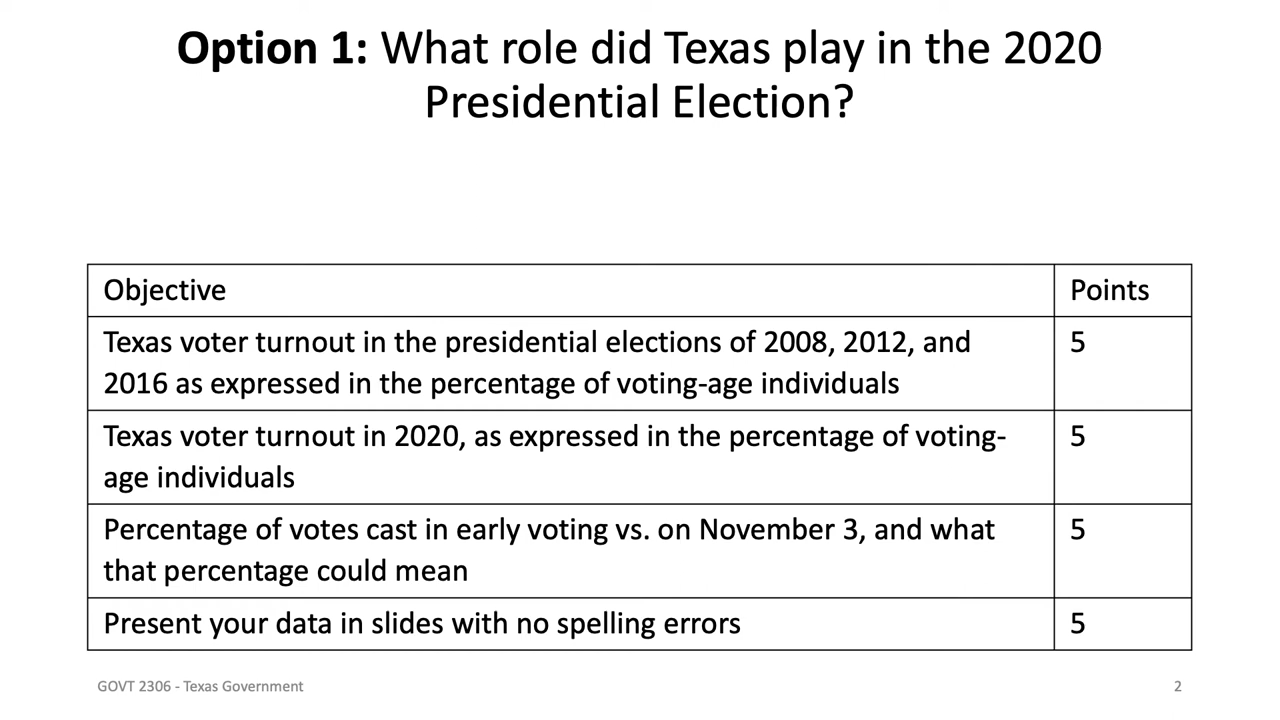 Option 1: What role did Texas play in the 2020
Presidential Election?
Objective
Points
Texas voter turnout in the presidential elections of 2008, 2012, and
2016 as expressed in the percentage of voting-age individuals
5
Texas voter turnout in 2020, as expressed in the percentage of voting-
age individuals
5
Percentage of votes cast in early voting vs. on November 3, and what
that percentage could mean
5
Present your data in slides with no spelling errors
5
GOVT 2306 - Texas Government
2